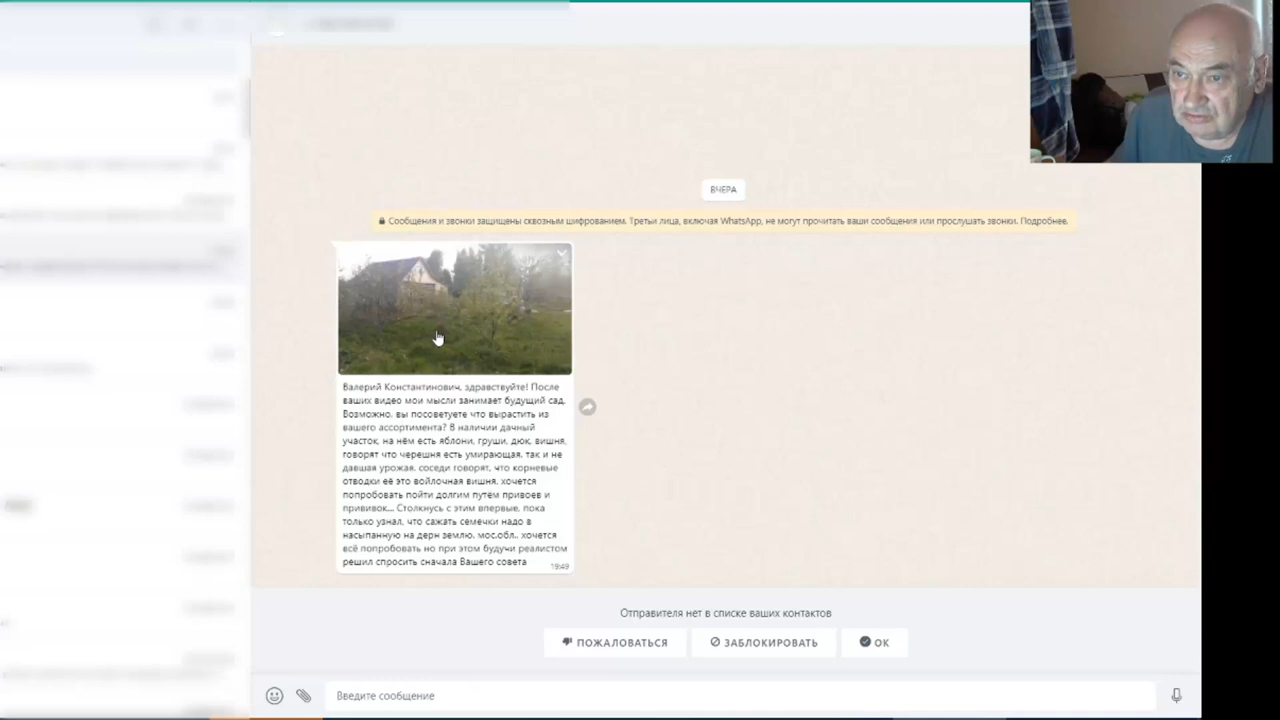 ВЧЕРА
Сообщения и звонки защищены сквозным шифрованием. Третьи лица, включая WhatsApp, не могут прочитать ваши сообщения или прослушать звонки. Подробнее.
Валерий Константинович, здравствуйте! После
ваших видео мои мысли занимает будущий сад.
Возможно, вы посоветуете что вырастить из
вашего ассортимента? В наличии дачный
участок, на нём есть яблони, груши, дюк, вишня,
говорят что черешня есть умирающая, так и не
давшая урожая, соседи говорят, что корневые
отводки её это войлочная вишня. хочется
попробовать пойти долгим путём привоев и
прививок... Столкнусь с этим впервые, пока
только узнал, что сажать семечки надо в
насыпанную на дерн землю. мос.обл.. хочется
всё попробовать но при этом будучи реалистом
решил спросить сначала Вашего совета
19:49
Отправителя нет в списке ваших контактов
ПОЖАЛОВАТЬСЯ ЗАБЛОКИРОВАТЬ ОК
Введите сообщение